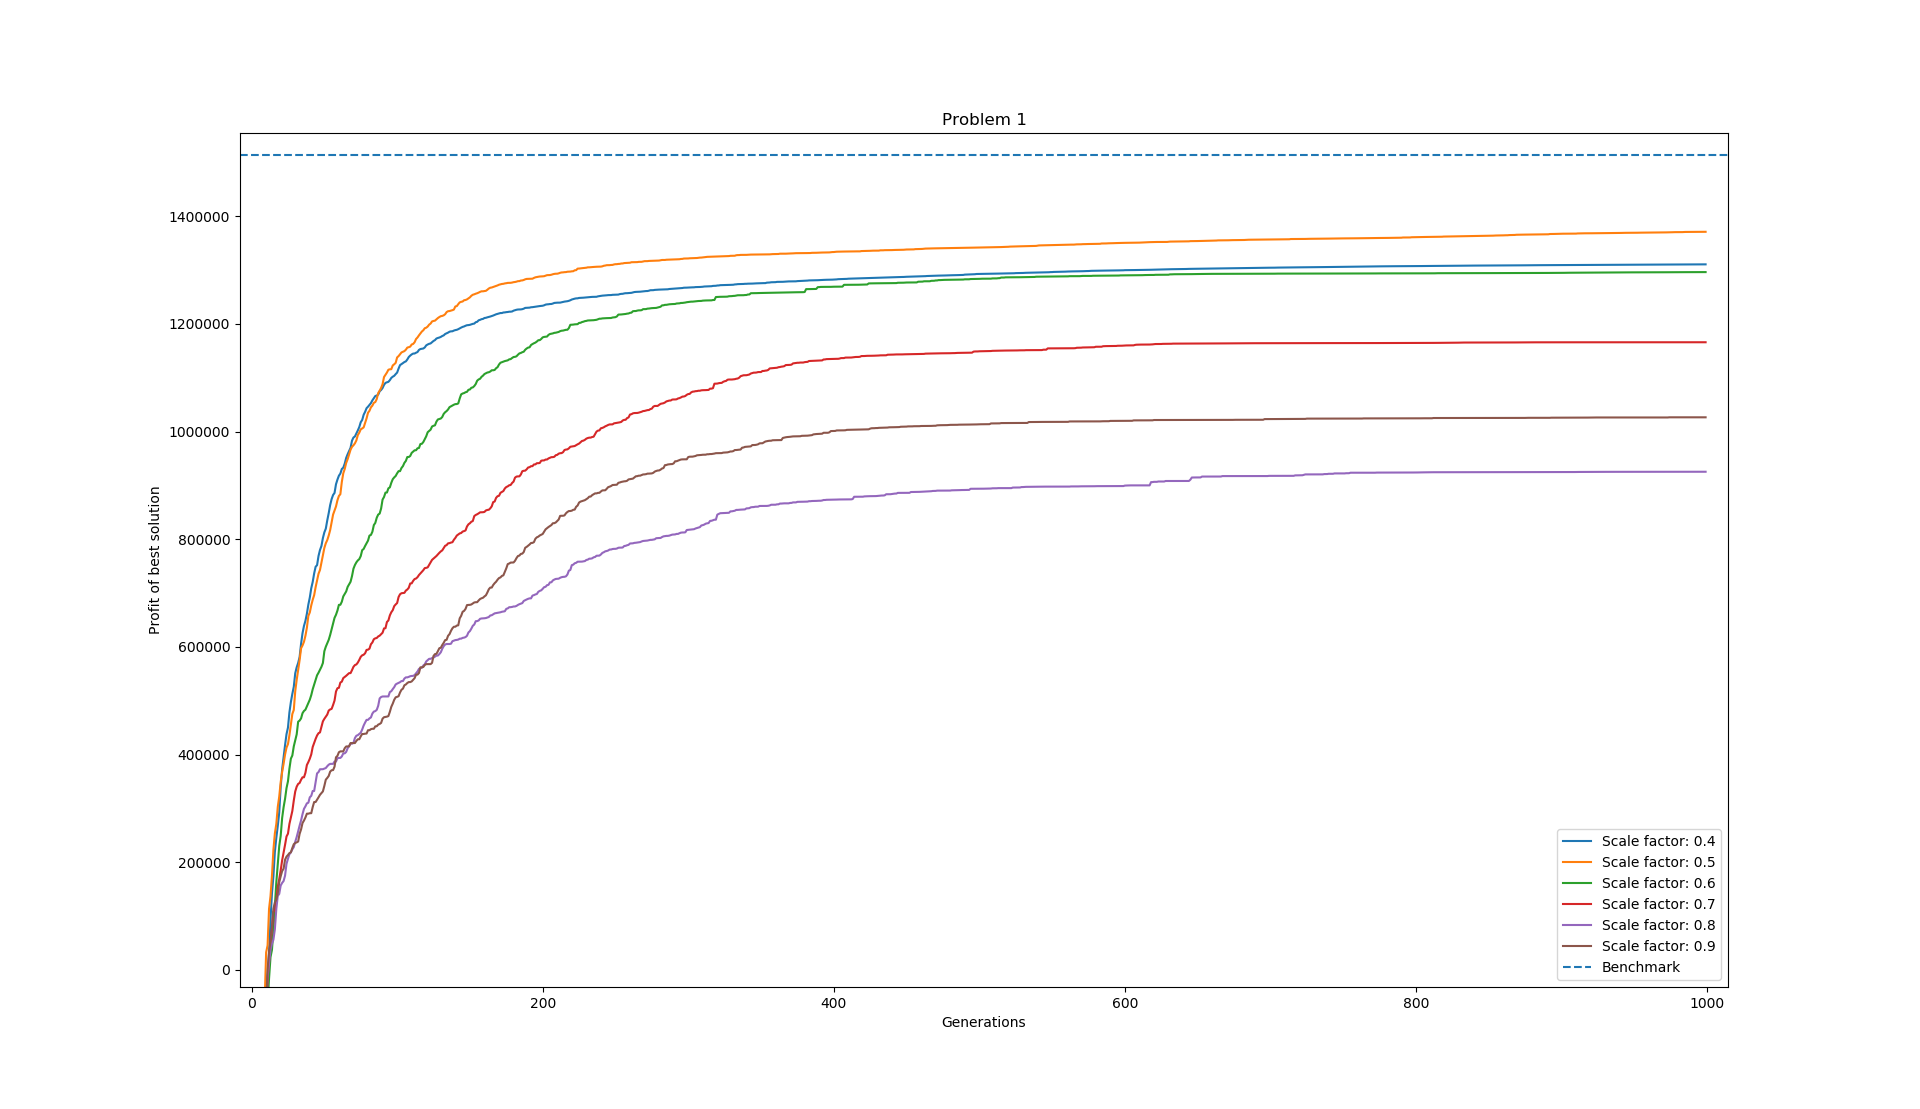 Problem 1
Profit of best solution
1400000
1200000
1000000
800000
600000
400000
200000
0
0
200
400
600
800
1000
Generations
Scale factor: 0.4
Scale factor: 0.5
Scale factor: 0.6
Scale factor: 0.7
Scale factor: 0.8
Scale factor: 0.9
Benchmark